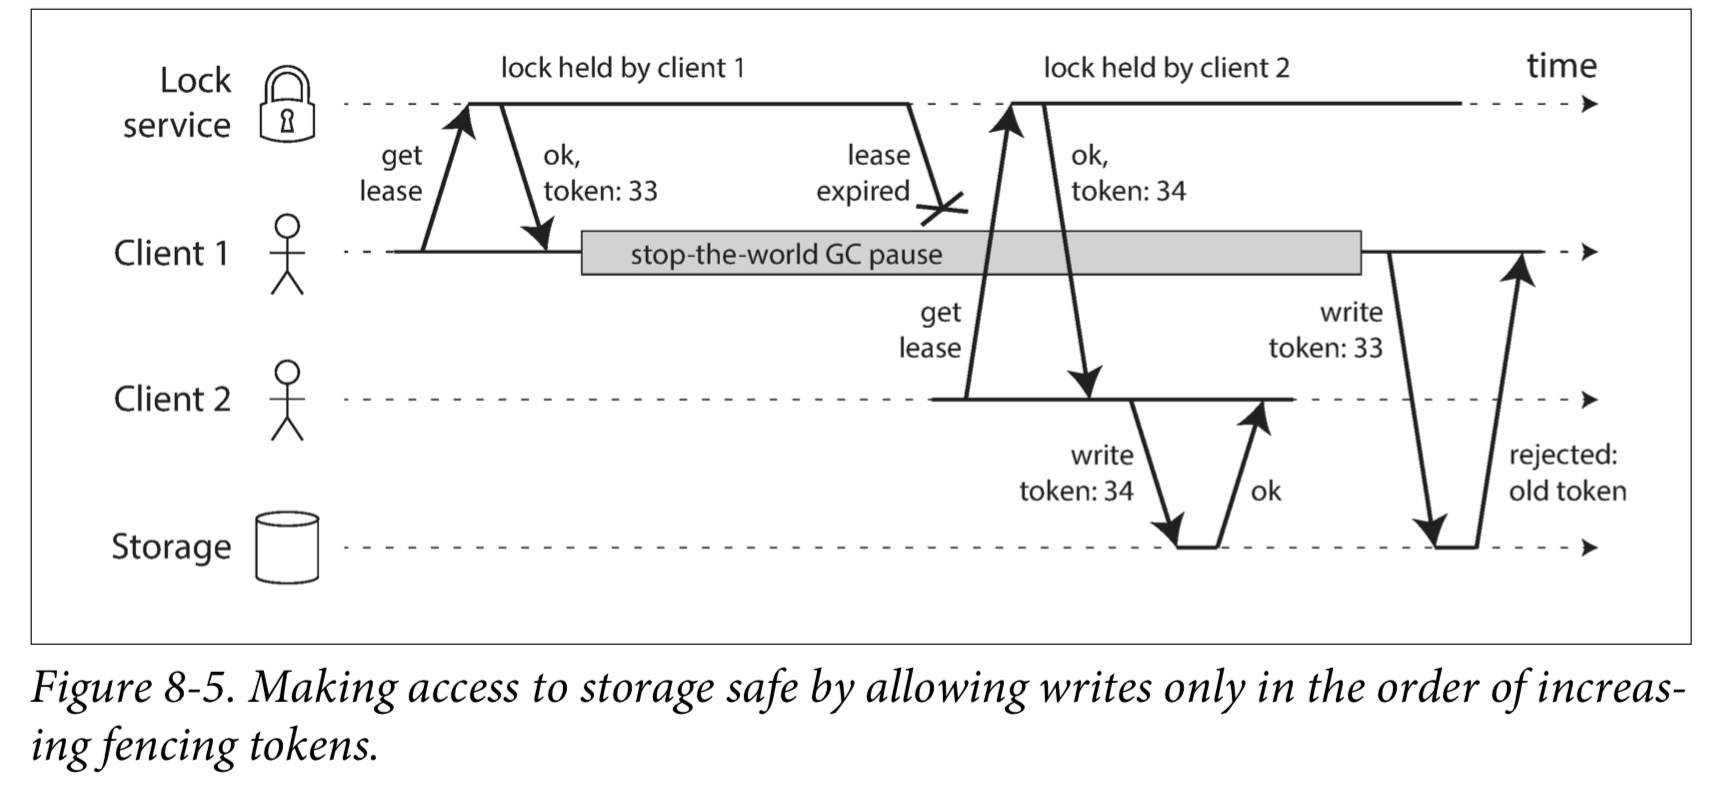 lock held by client 1
lock held by client 2
time
Lock
service
get
lease
ok,
token: 33
lease
expired
ok,
token: 34
Client 1
stop-the-world GC pause
get
lease
write
token: 33
Client 2
write
token: 34
ok
rejected:
old token
Storage
Figure 8-5. Making access to storage safe by allowing writes only in the order of increas-
ing fencing tokens.